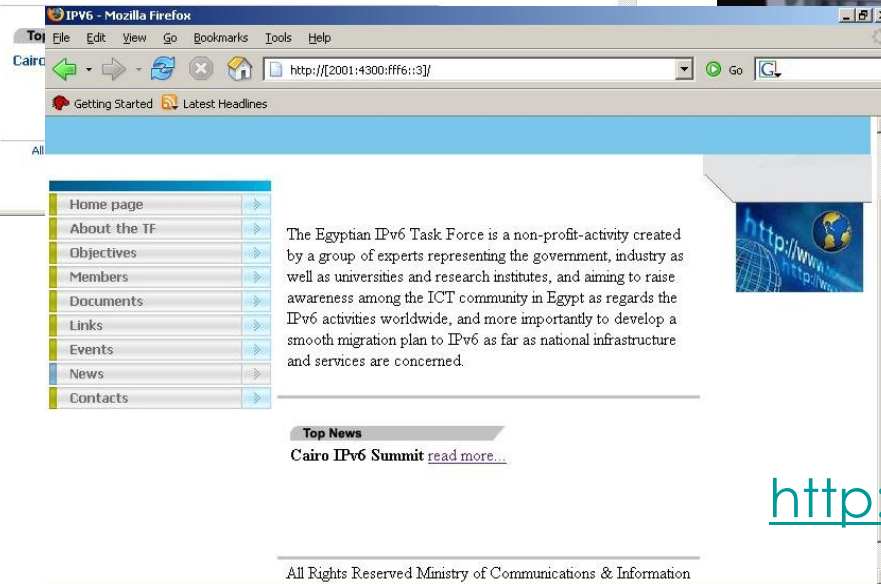 IPV6 - Mozilla Firefox
File Edit View Go Bookmarks Tools Help
http://[2001:4300:fff6::3]/
Go
G
Getting Started Latest Headlines
Home page
About the TF
Objectives
Members
Documents
Links
Events
News
Contacts
The Egyptian IPv6 Task Force is a non-profit-activity created
by a group of experts representing the government, industry as
well as universities and research institutes, and aiming to raise
awareness among the ICT community in Egypt as regards the
IPv6 activities worldwide, and more importantly to develop a
smooth migration plan to IPv6 as far as national infrastructure
and services are concerned.
Top News
Cairo IPv6 Summit read more...
All Rights Reserved Ministry of Communications & Information
http://www
http://ww
http:
Cairo
All